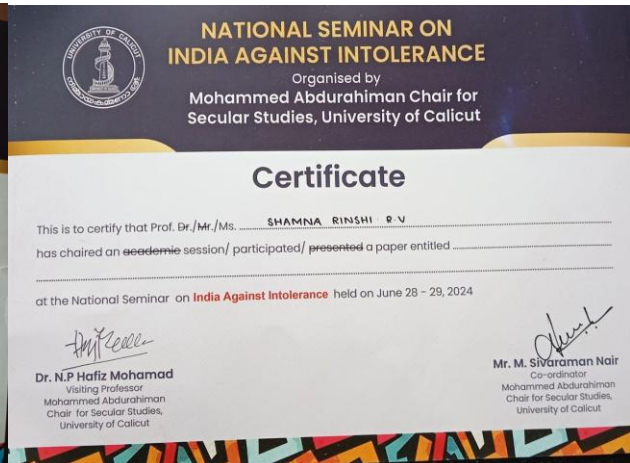 UNIVERSITY OF CALICUT
NATIONAL SEMINAR ON
INDIA AGAINST INTOLERANCE
Organised by
Mohammed Abdurahiman Chair for
Secular Studies, University of Calicut
Certificate
This is to certify that Prof. Dr./Mr./Ms. SHAMNA RINSHI R.V
has chaired an academic session/ participated/ presented a paper entitled
at the National Seminar on India Against Intolerance held on June 28 - 29, 2024
Dr. N.P Hafiz Mohamad
Visiting Professor
Mohammed Abdurahiman
Chair for Secular Studies,
University of Calicut
Mr. M. Sivaraman Nair
Co-ordinator
Mohammed Abdurahiman
Chair for Secular Studies,
University of Calicut